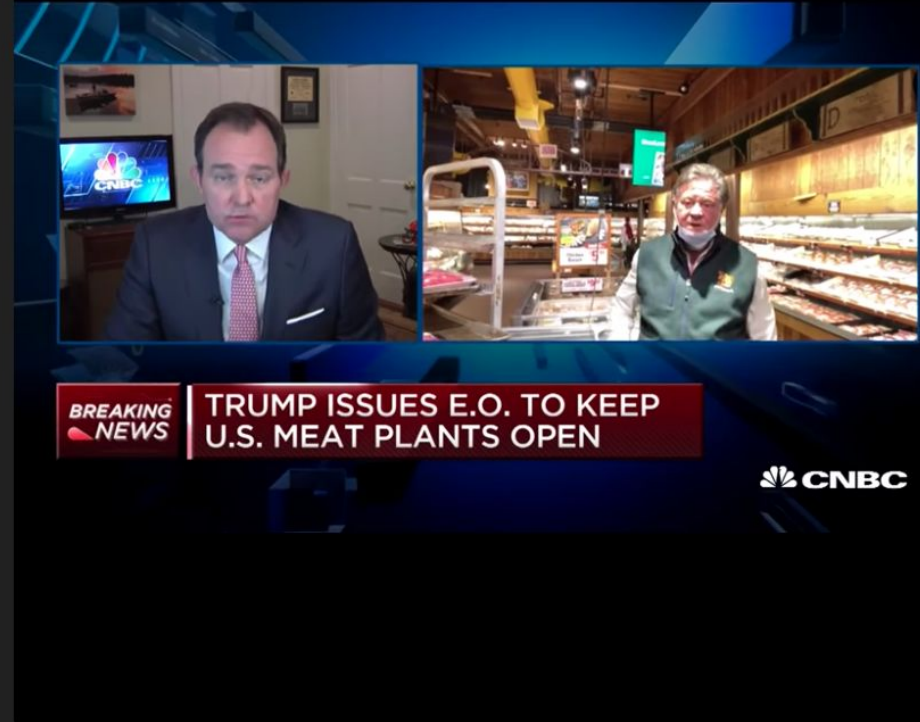 CNBC
BREAKING
NEWS
TRUMP ISSUES E.O. TO KEEP
U.S. MEAT PLANTS OPEN
CNBC